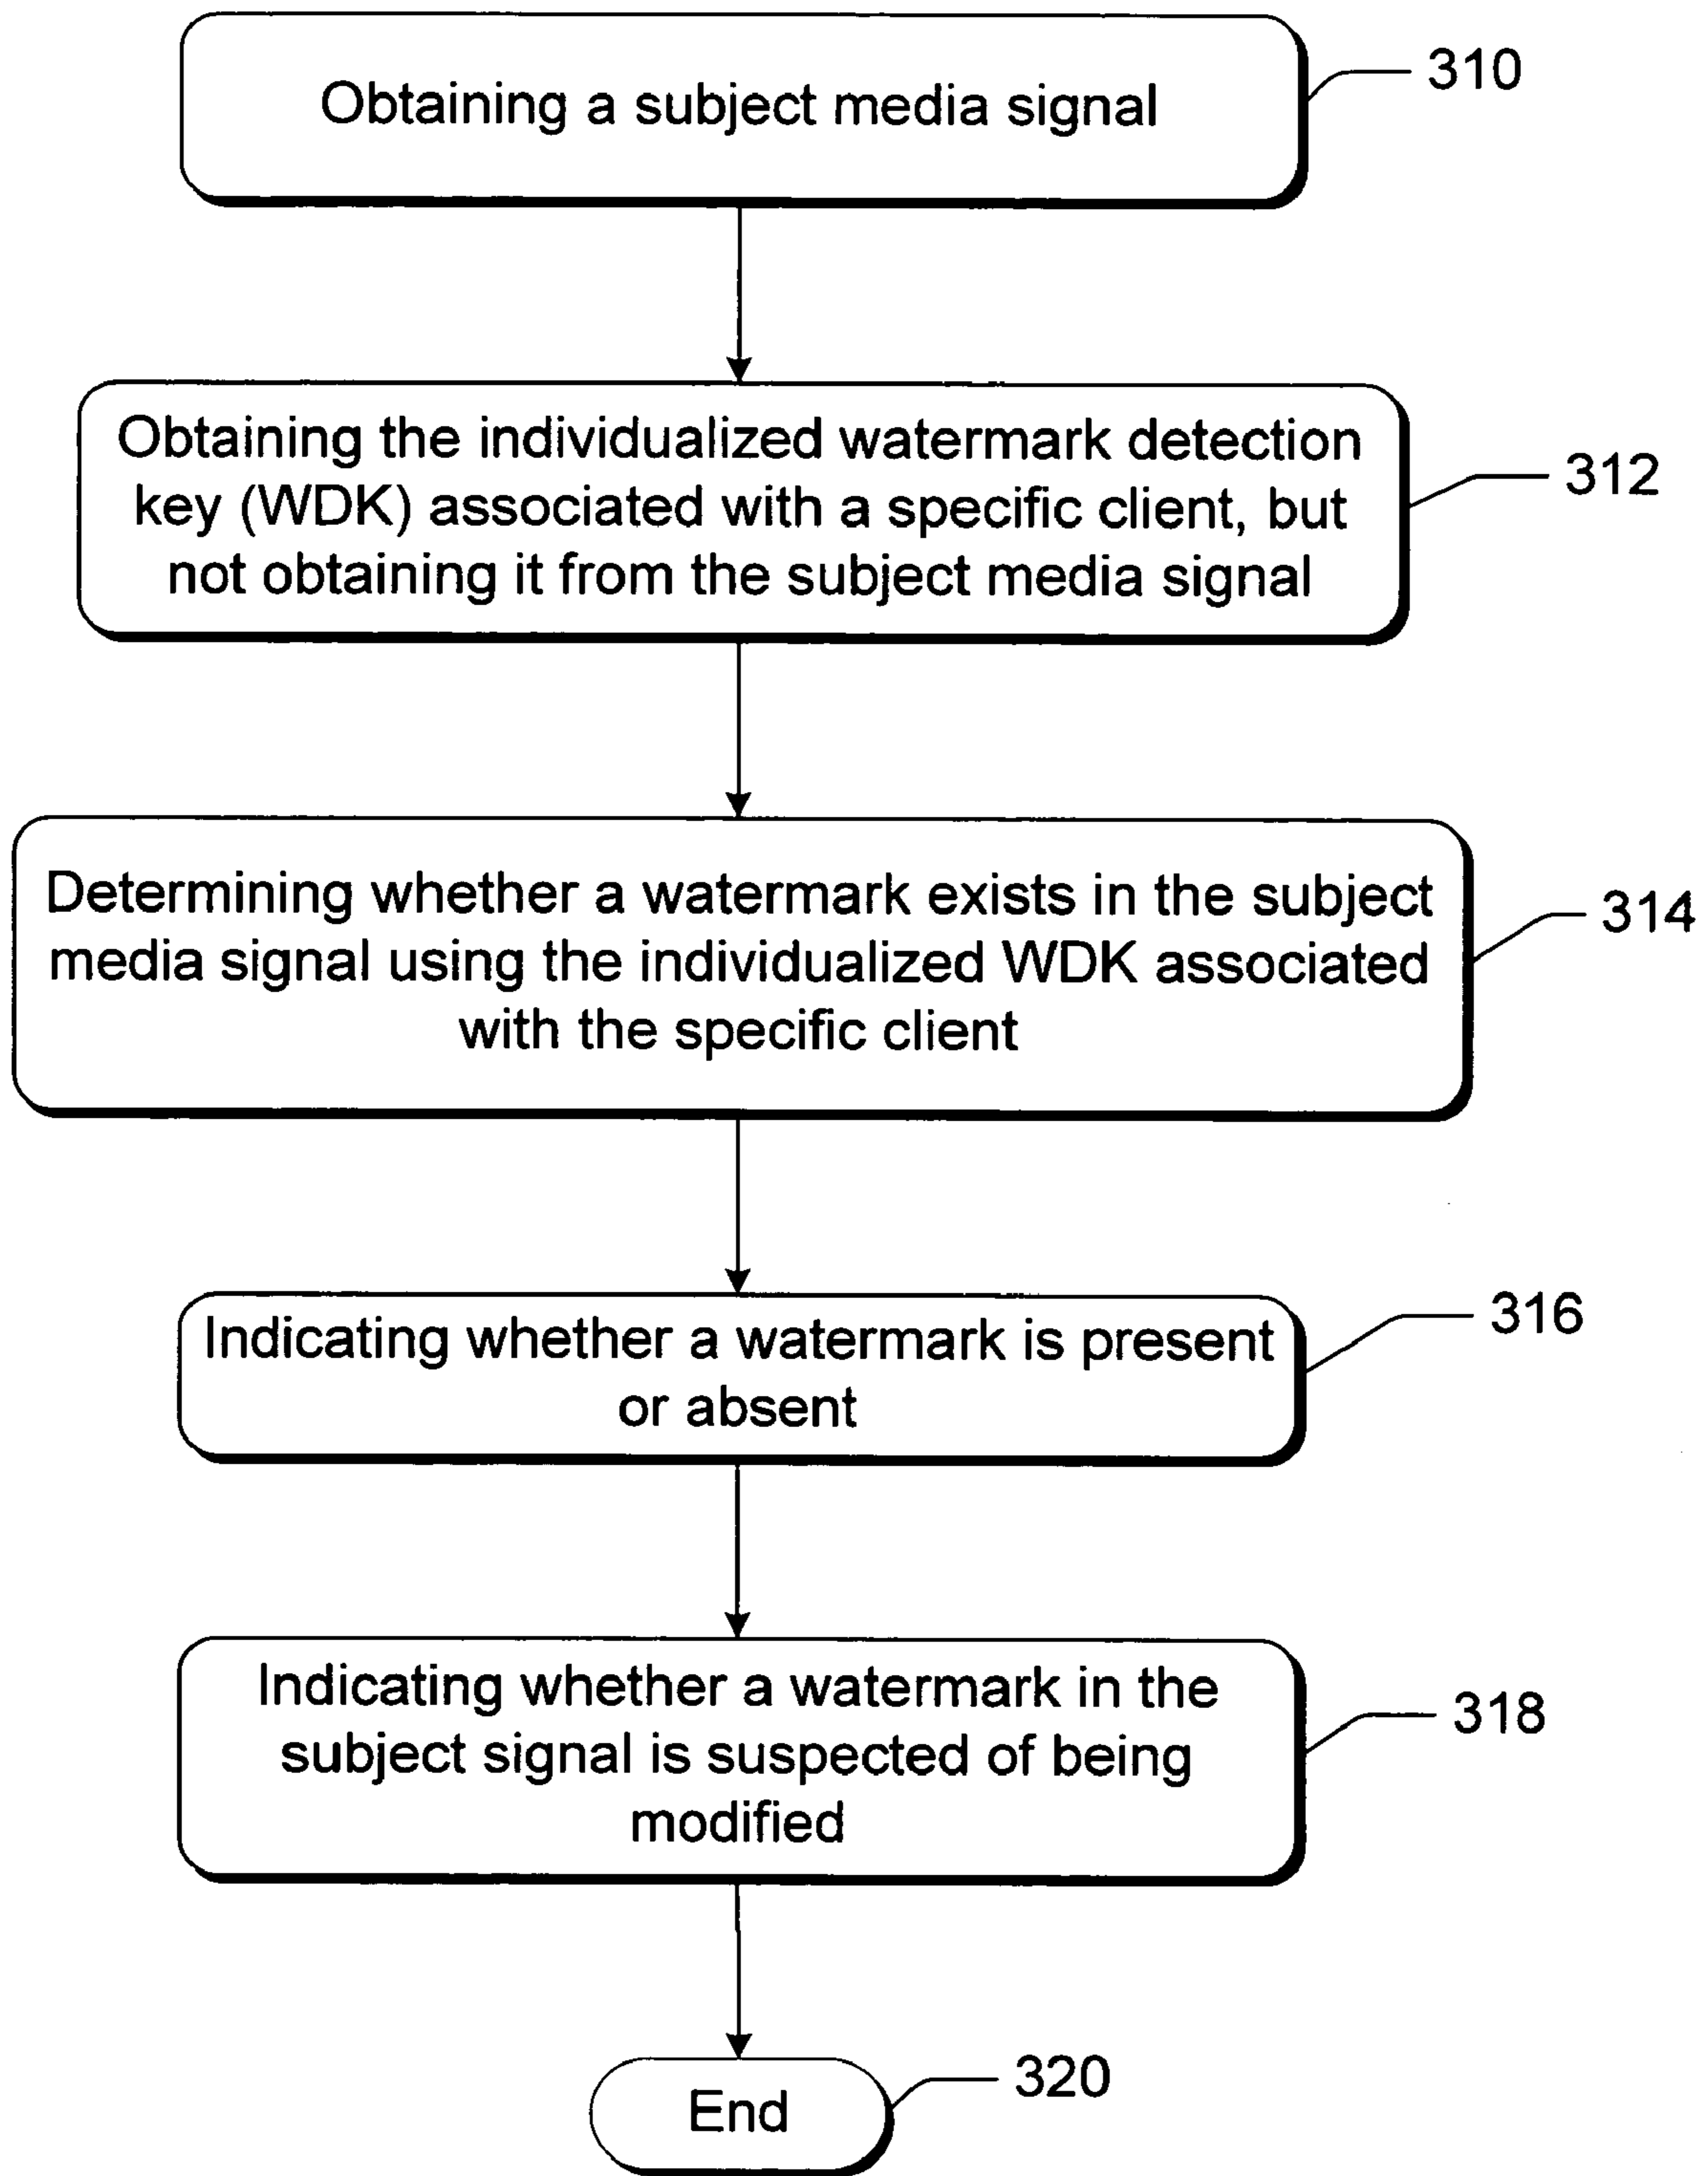 Obtaining a subject media signal
310
Obtaining the individualized watermark detection
key (WDK) associated with a specific client, but
not obtaining it from the subject media signal
312
Determining whether a watermark exists in the subject
media signal using the individualized WDK associated
with the specific client
314
Indicating whether a watermark is present
or absent
316
Indicating whether a watermark in the
subject signal is suspected of being
modified
318
End
320